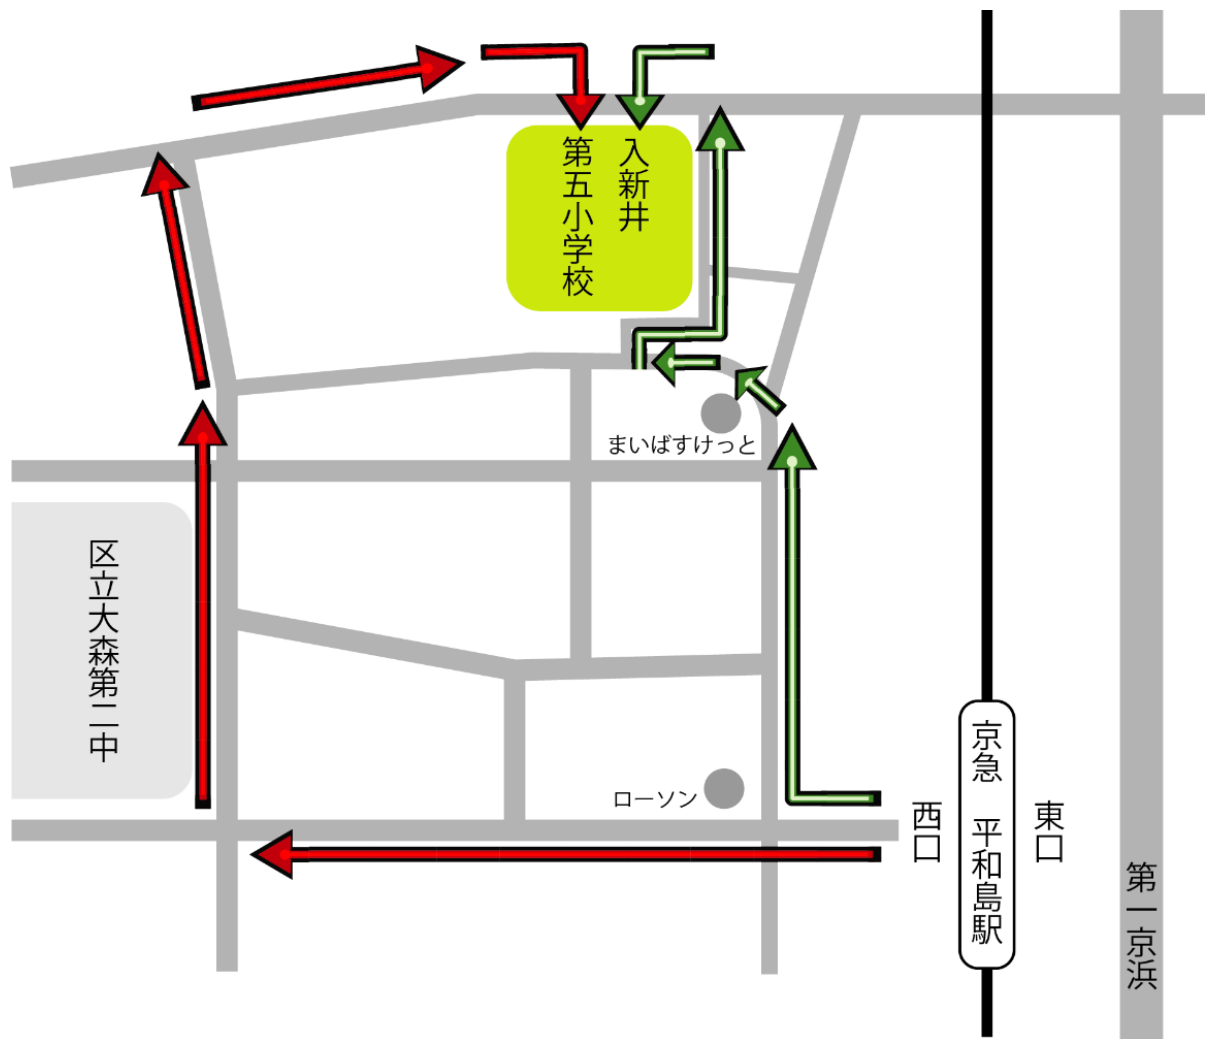 入新井
第五小学校
まいばすけっと
区立大森第二中
ローソン
西口
京急 平和島駅
東口
第一京浜